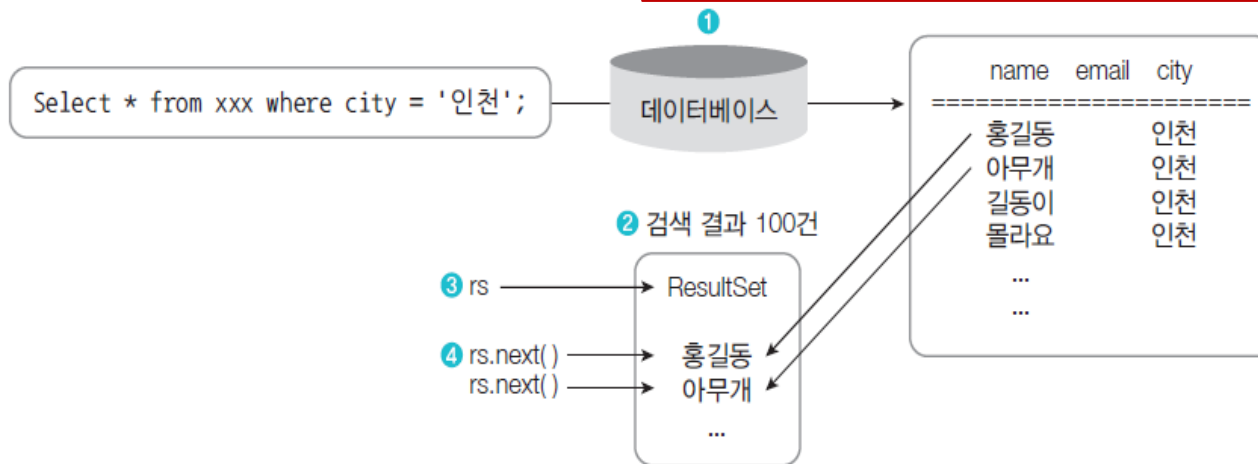 1
Select * from xxx where city = '인천';
데이터베이스
name email city
======================
홍길동 인천
아무개 인천
길동이 인천
몰라요 인천
...
...
2 검색 결과 100건
3 rs
ResultSet
4 rs.next( )
홍길동
rs.next( )
아무개
...